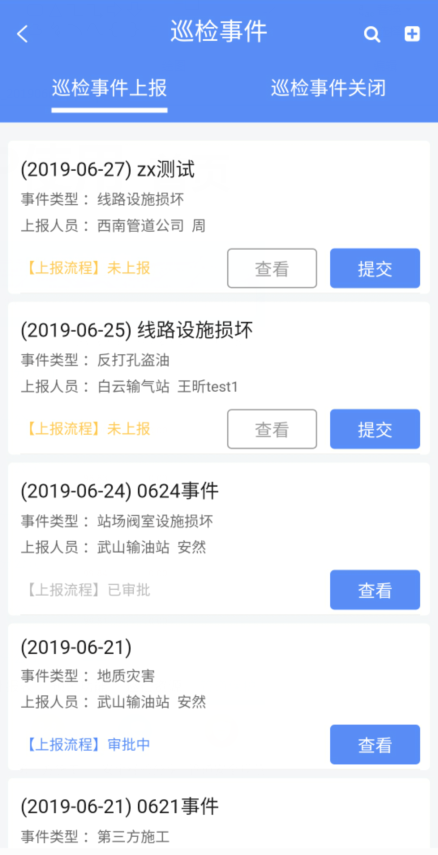 巡检事件
巡检事件上报 巡检事件关闭
(2019-06-27) zx测试
事件类型： 线路设施损坏
上报人员： 西南管道公司 周
【上报流程】未上报 查看 提交
(2019-06-25) 线路设施损坏
事件类型： 反打孔盗油
上报人员： 白云输气站 王昕test1
【上报流程】未上报 查看 提交
(2019-06-24) 0624事件
事件类型： 站场阀室设施损坏
上报人员： 武山输油站 安然
【上报流程】已审批 查看
(2019-06-21)
事件类型： 地质灾害
上报人员： 武山输油站 安然
【上报流程】审批中 查看
(2019-06-21) 0621事件
事件类型： 第三方施工